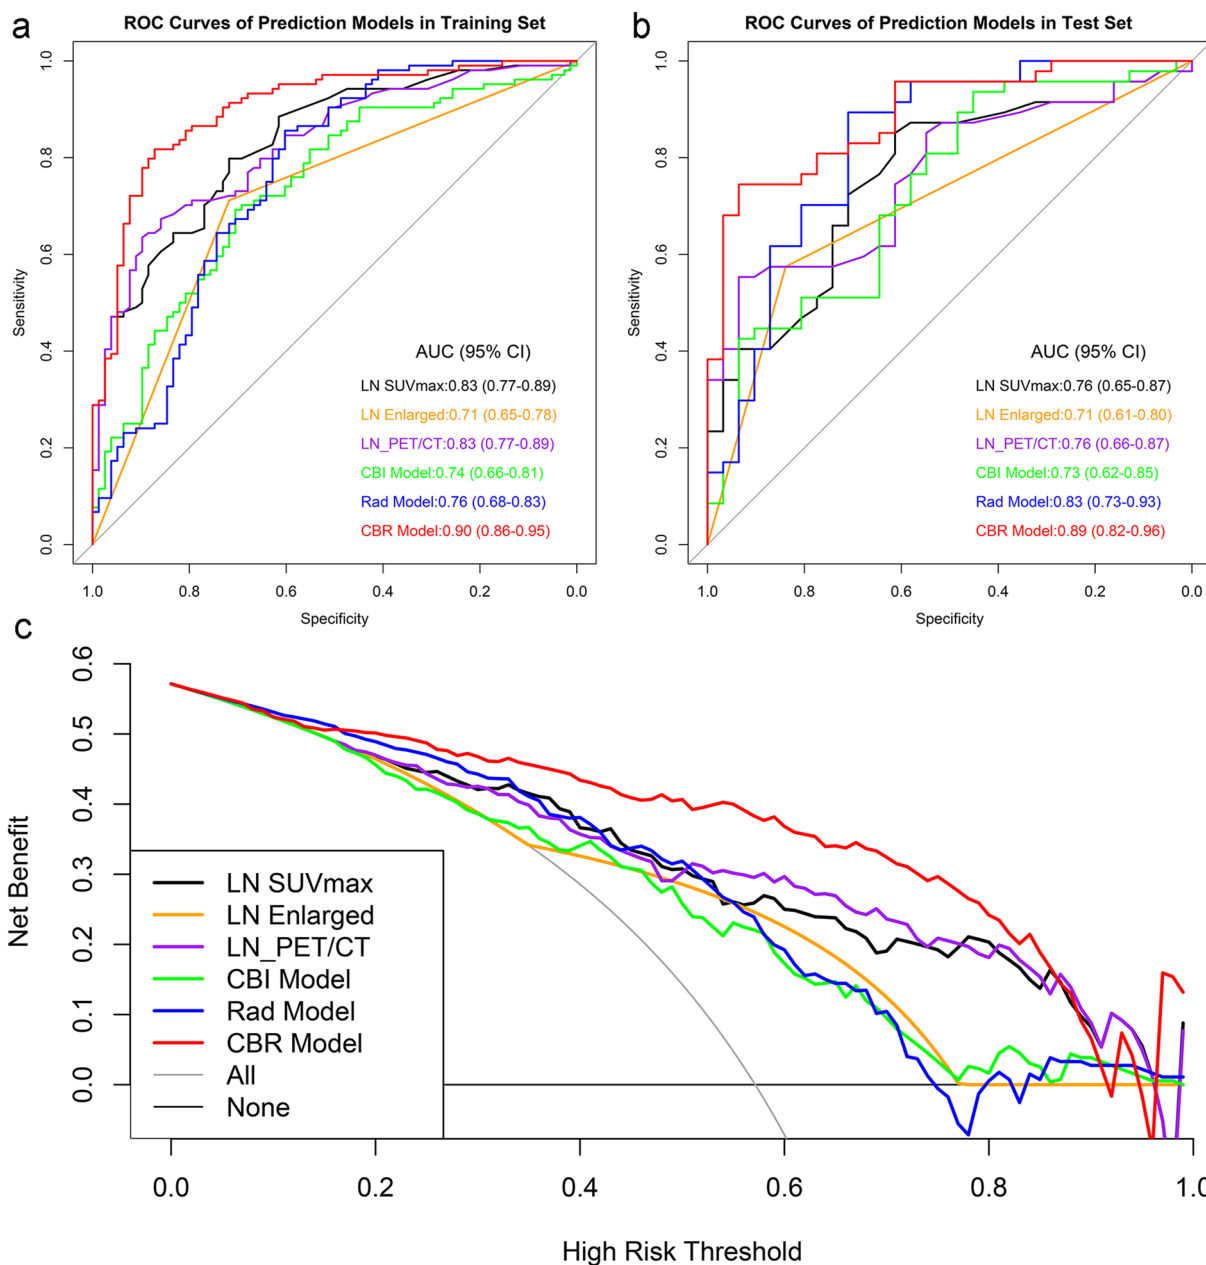 a
ROC Curves of Prediction Models in Training Set
1.0
0.8
0.6
0.4
0.2
0.0
Sensitivity
AUC (95% CI)
LN SUVmax:0.83 (0.77-0.89)
LN Enlarged:0.71 (0.65-0.78)
LN_PET/CT:0.83 (0.77-0.89)
CBI Model:0.74 (0.66-0.81)
Rad Model:0.76 (0.68-0.83)
CBR Model:0.90 (0.86-0.95)
1.0 0.8 0.6 0.4 0.2 0.0
Specificity
b
ROC Curves of Prediction Models in Test Set
1.0
0.8
0.6
0.4
0.2
0.0
Sensitivity
AUC (95% CI)
LN SUVmax:0.76 (0.65-0.87)
LN Enlarged:0.71 (0.61-0.80)
LN_PET/CT:0.76 (0.66-0.87)
CBI Model:0.73 (0.62-0.85)
Rad Model:0.83 (0.73-0.93)
CBR Model:0.89 (0.82-0.96)
1.0 0.8 0.6 0.4 0.2 0.0
Specificity
c
0.6
0.5
0.4
0.3
0.2
0.1
0.0
Net Benefit
LN SUVmax
LN Enlarged
LN_PET/CT
CBI Model
Rad Model
CBR Model
All
None
0.0 0.2 0.4 0.6 0.8 1.0
High Risk Threshold